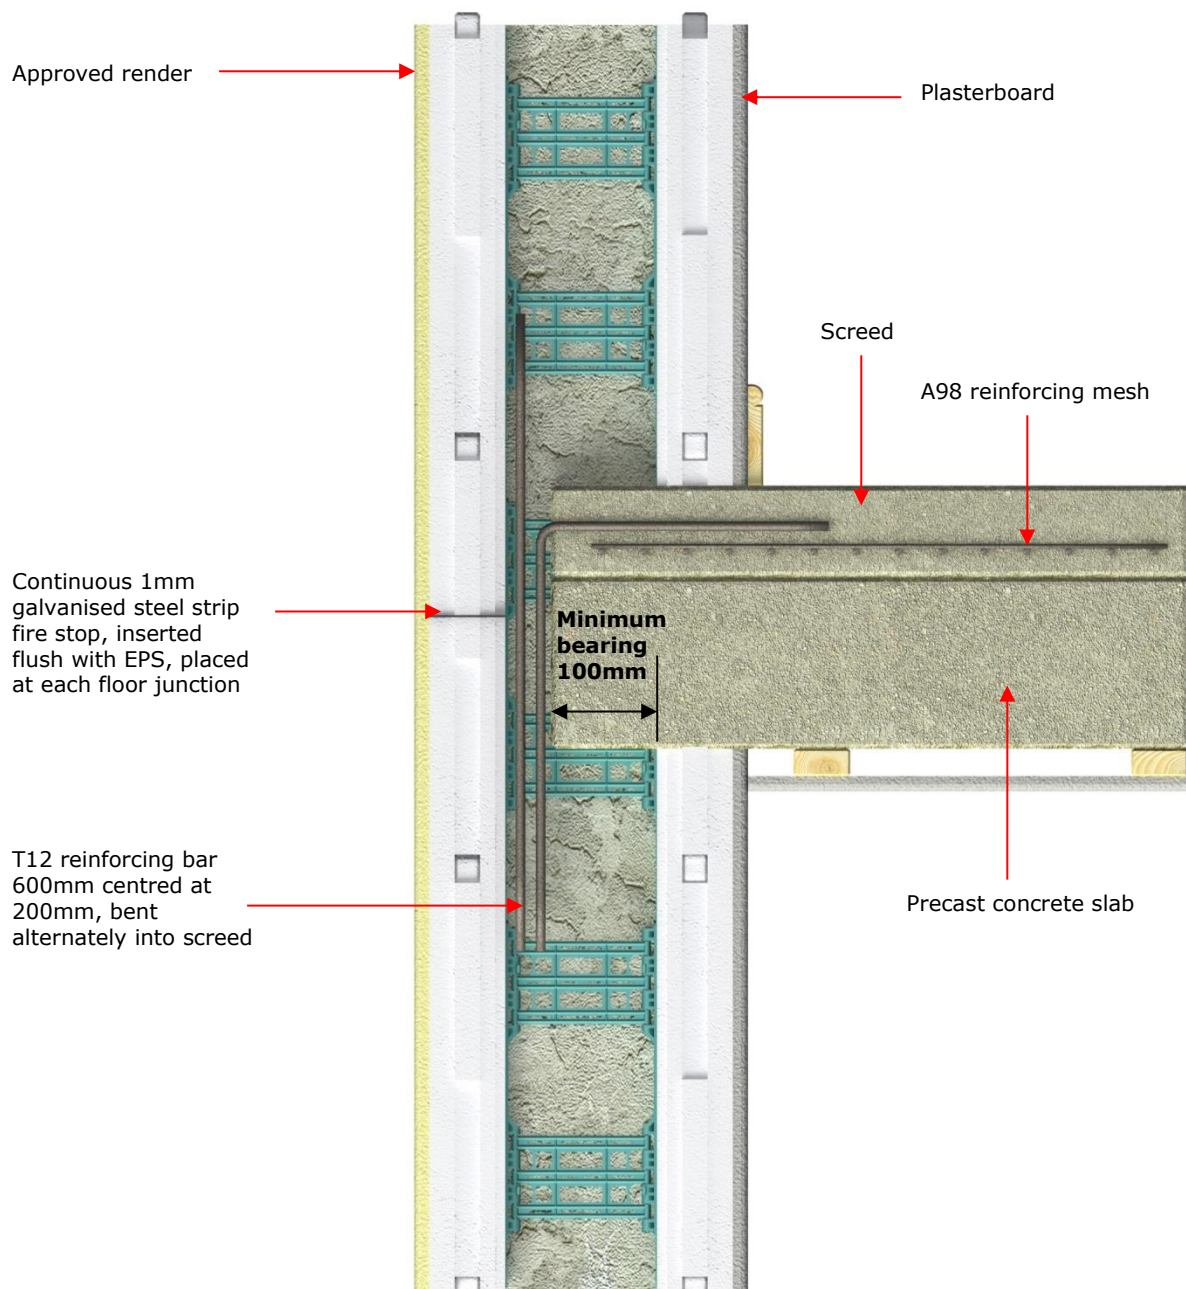 Approved render
Plasterboard
Screed
A98 reinforcing mesh
Continuous 1mm
galvanised steel strip
fire stop, inserted
flush with EPS, placed
at each floor junction
Minimum
bearing
100mm
T12 reinforcing bar
600mm centred at
200mm, bent
alternately into screed
Precast concrete slab